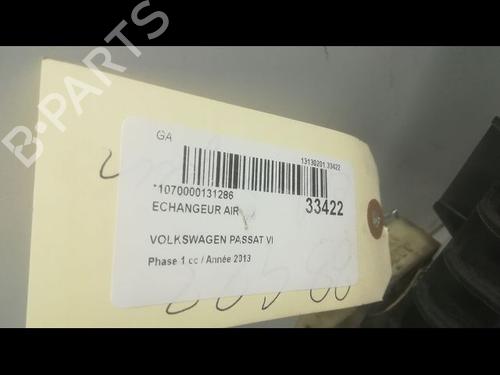 B-PARTS
GA
13130201 33422
*1070000131286
33422
ECHANGEUR AIR
VOLKSWAGEN PASSAT VI
Phase 1 cc / Année 2013